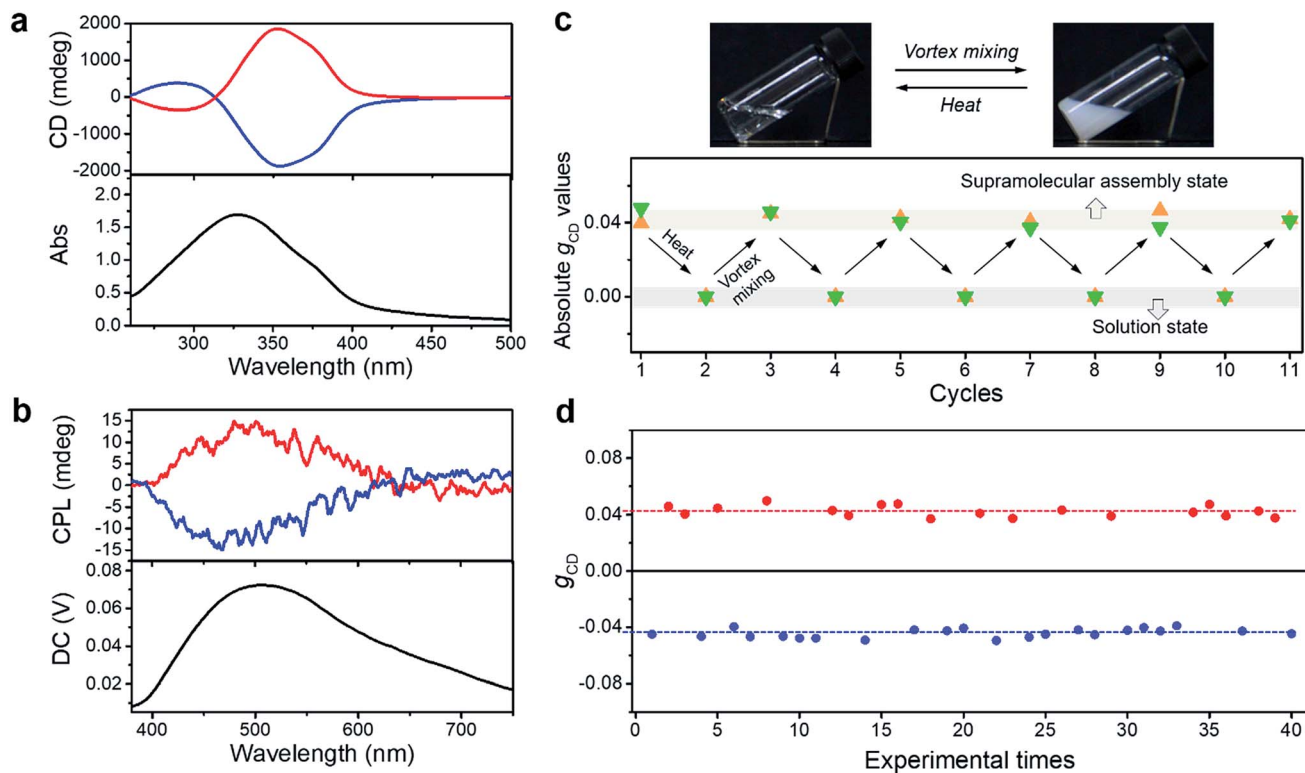 a
2000
1000
0
-1000
-2000
CD (mdeg)
2.0
1.5
1.0
0.5
0.0
Abs
300
350
400
450
500
Wavelength (nm)
b
15
10
5
0
-5
-10
-15
CPL (mdeg)
0.08
0.06
0.04
0.02
DC (V)
400
500
600
700
Wavelength (nm)
c
Vortex mixing
Heat
Absolute gCD values
0.04
0.00
Supramolecular assembly state
Heat
Vortex
mixing
Solution state
1
2
3
4
5
6
7
8
9
10
11
Cycles
d
0.08
0.04
0.00
-0.04
-0.08
gCD
0
5
10
15
20
25
30
35
40
Experimental times